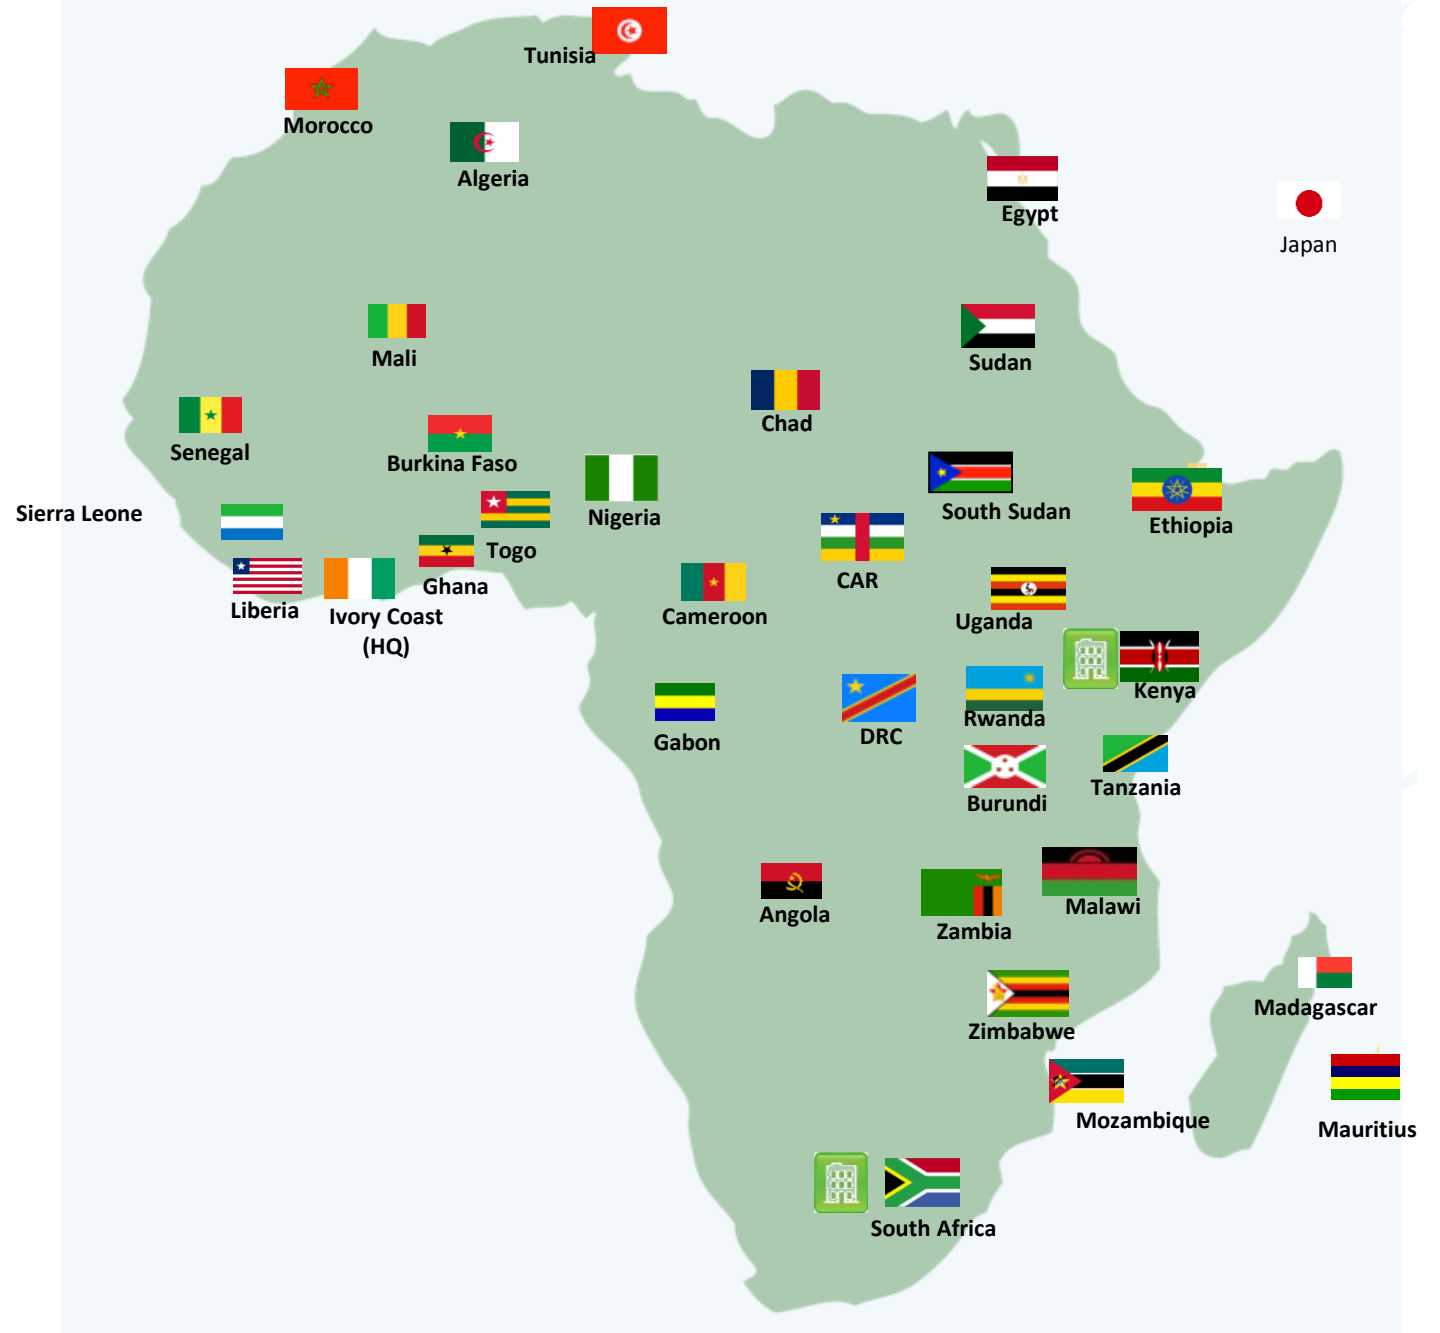 Tunisia
Morocco
Algeria
Egypt
Japan
Mali
Sudan
Chad
Senegal
Burkina Faso
Sierra Leone
Nigeria
South Sudan
Ethiopia
Togo
Ghana
CAR
Liberia
Ivory Coast
(HQ)
Cameroon
Uganda
Kenya
Rwanda
Gabon
DRC
Tanzania
Burundi
Malawi
Angola
Zambia
Madagascar
Zimbabwe
Mozambique
Mauritius
South Africa